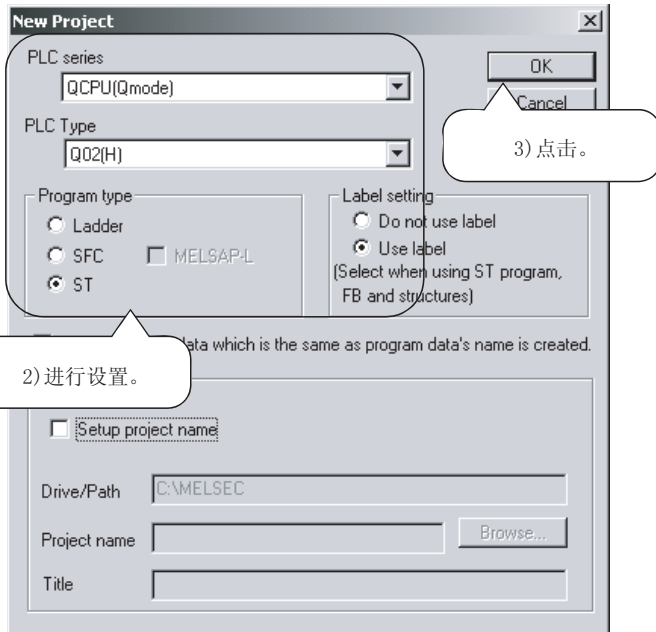 New Project
PLC series
QCPU(Qmode)
OK
Cancel
PLC Type
Q02(H)
3)点击。
Program type
Ladder
SFC
MELSAP-L
ST
Label setting
Do not use label
Use label
(Select when using ST program,
FB and structures)
data which is the same as program data's name is created.
2)进行设置。
Setup project name
Drive/Path
C:\MELSEC
Project name
Browse...
Title